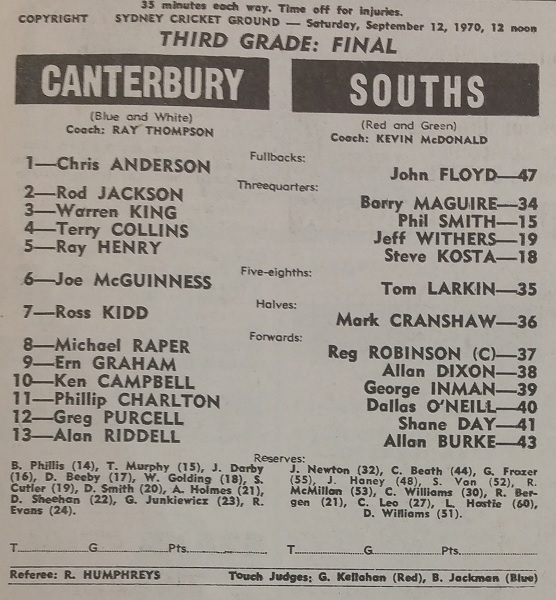 35 minutes each way. Time off for injuries.
COPYRIGHT SYDNEY CRICKET GROUND — Saturday, September 12, 1970, 12 noon
THIRD GRADE: FINAL
CANTERBURY SOUTHS
(Blue and White) (Red and Green)
Coach: RAY THOMPSON Coach: KEVIN McDONALD
Fullbacks:
1—Chris ANDERSON John FLOYD—47
Threequarters:
2—Rod JACKSON Barry MAGUIRE—34
3—Warren KING Phil SMITH—15
4—Terry COLLINS Jeff WITHERS—19
5—Ray HENRY Steve KOSTA—18
Five-eighths:
6—Joe McGUINNESS Tom LARKIN—35
Halves:
7—Ross KIDD Mark CRANSHAW—36
Forwards:
8—Michael RAPER Reg ROBINSON (C)—37
9—Ern GRAHAM Allan DIXON—38
10—Ken CAMPBELL George INMAN—39
11—Phillip CHARLTON Dallas O'NEILL—40
12—Greg PURCELL Shane DAY—41
13—Alan RIDDELL Allan BURKE—43
Reserves:
B. Phillis (14), T. Murphy (15), J. Darby
(16), D. Beeby (17), W. Golding (18), S.
Cutler (19), D. Smith (20), A. Holmes (21),
D. Sheehan (22), G. Junkiewicz (23), R.
Evans (24).
J. Newton (32), C. Beath (44), G. Frazer
(55), J. Haney (48), S. Van (52), R.
McMillan (53), C. Williams (30), R. Ber-
gen (21), C. Leo (27), L. Hastie (60),
D. Williams (51).
T............G............Pts............ T............G............Pts............
Referee: R. HUMPHREYS Touch Judges: G. Kellahan (Red), B. Jackman (Blue)